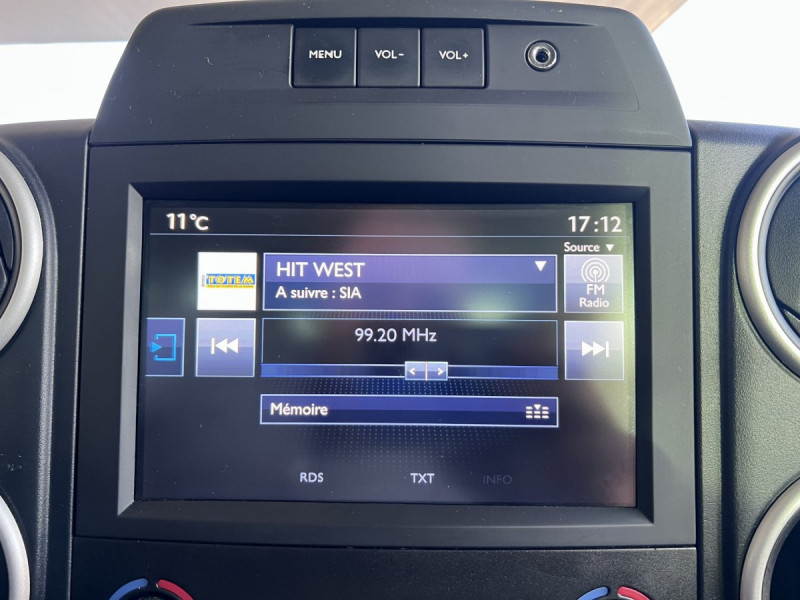 MENU VOL- VOL+
11°C 17:12
Source
TOTEM
HIT WEST
A suivre : SIA
FM
Radio
99.20 MHz
Mémoire
RDS TXT INFO